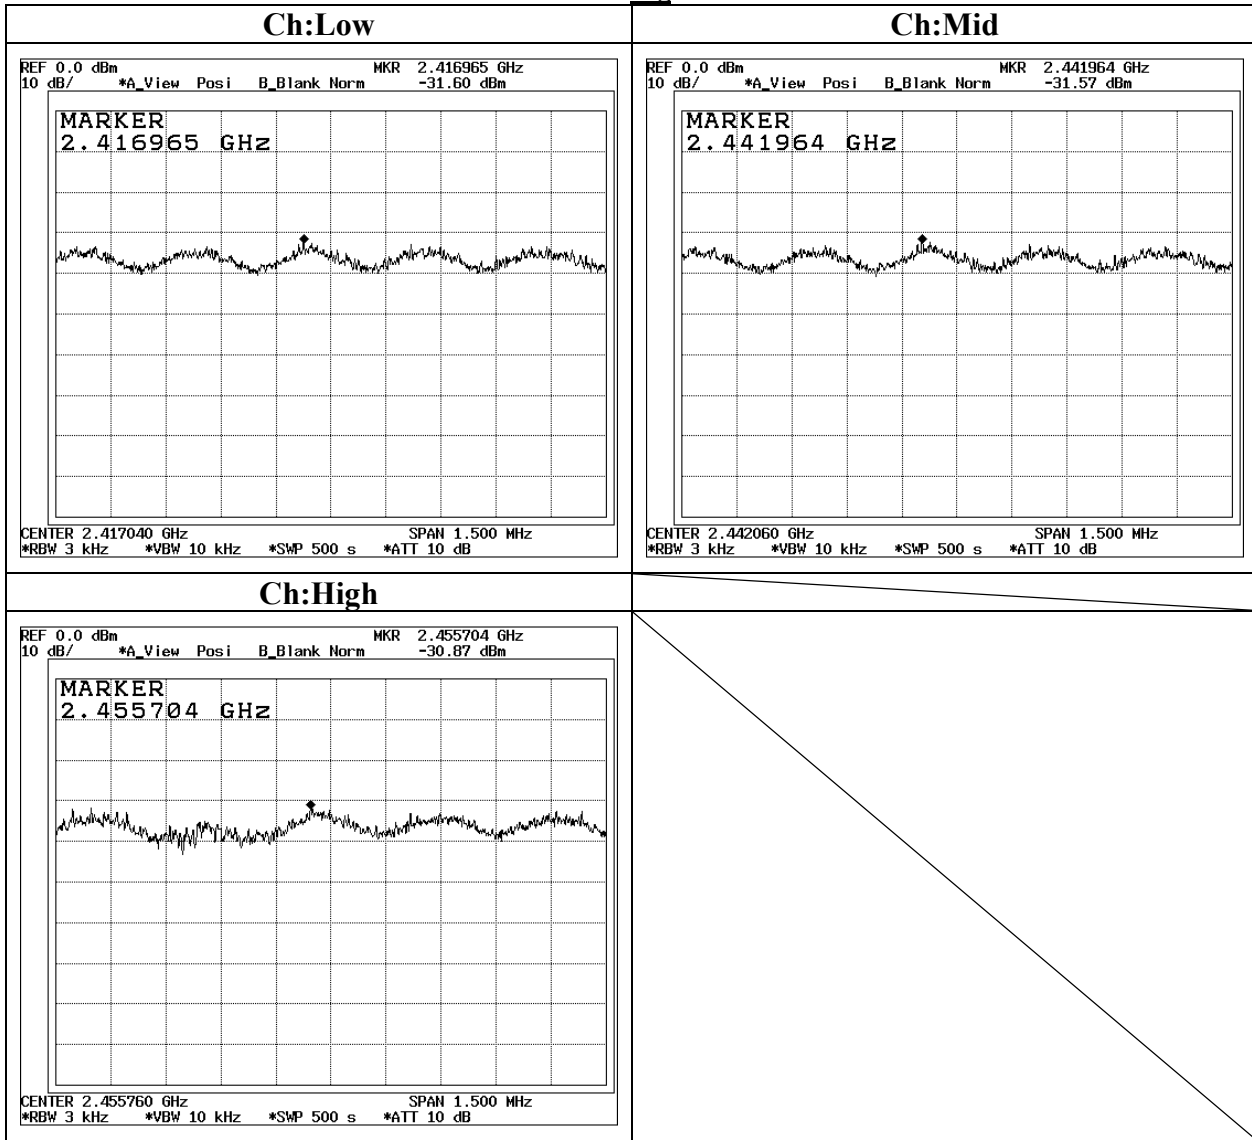 Ch:Low
REF 0.0 dBm MKR 2.416965 GHz
10 dB/ *A_View Posi B_Blank Norm -31.60 dBm
MARKER
2.416965 GHz
CENTER 2.417040 GHz SPAN 1.500 MHz
*RBW 3 kHz *VBW 10 kHz *SWP 500 s *ATT 10 dB
Ch:Mid
REF 0.0 dBm MKR 2.441964 GHz
10 dB/ *A_View Posi B_Blank Norm -31.57 dBm
MARKER
2.441964 GHz
CENTER 2.442060 GHz SPAN 1.500 MHz
*RBW 3 kHz *VBW 10 kHz *SWP 500 s *ATT 10 dB
Ch:High
REF 0.0 dBm MKR 2.455704 GHz
10 dB/ *A_View Posi B_Blank Norm -30.87 dBm
MARKER
2.455704 GHz
CENTER 2.455760 GHz SPAN 1.500 MHz
*RBW 3 kHz *VBW 10 kHz *SWP 500 s *ATT 10 dB